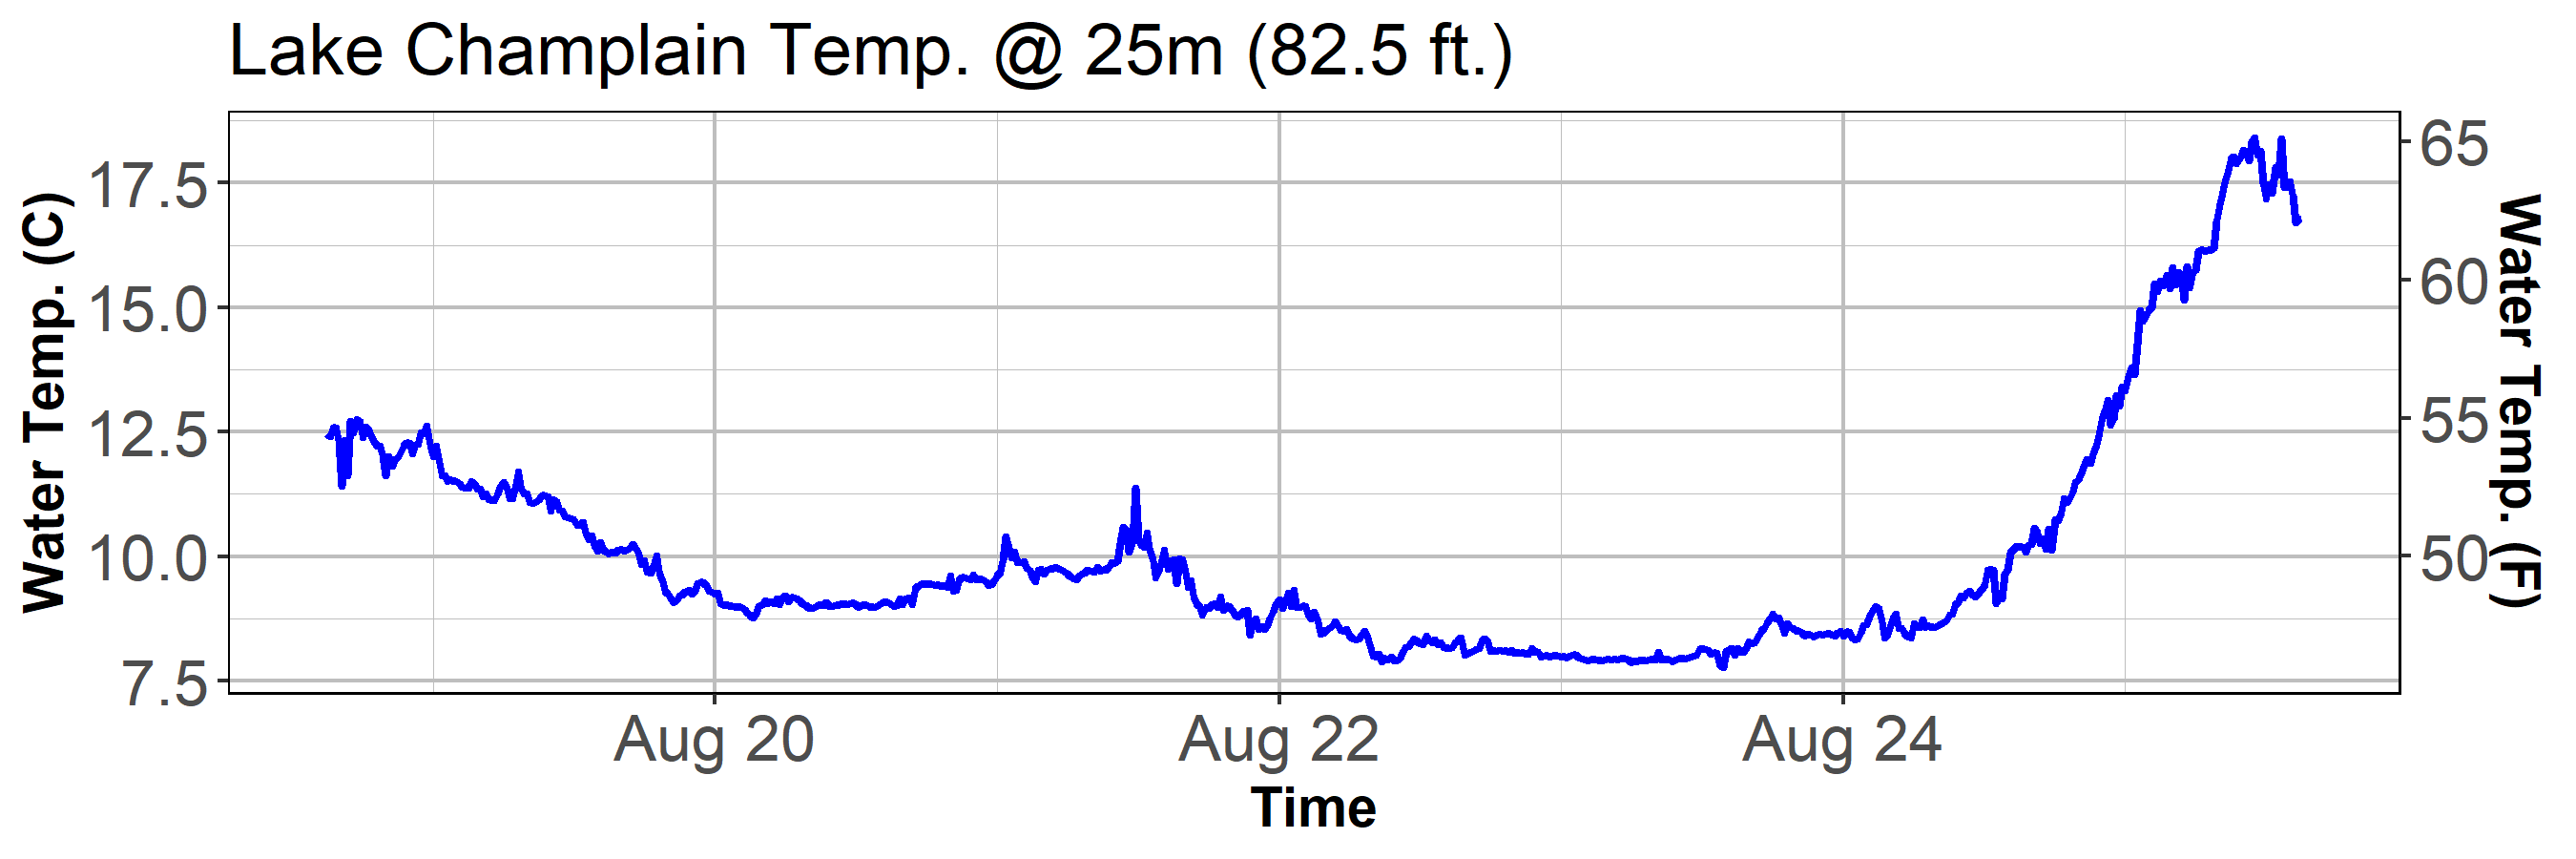 Lake Champlain Temp. @ 25m (82.5 ft.)
Water Temp. (C)
17.5
15.0
12.5
10.0
7.5
65
60
55
50
Water Temp. (F)
Aug 20 Aug 22 Aug 24
Time